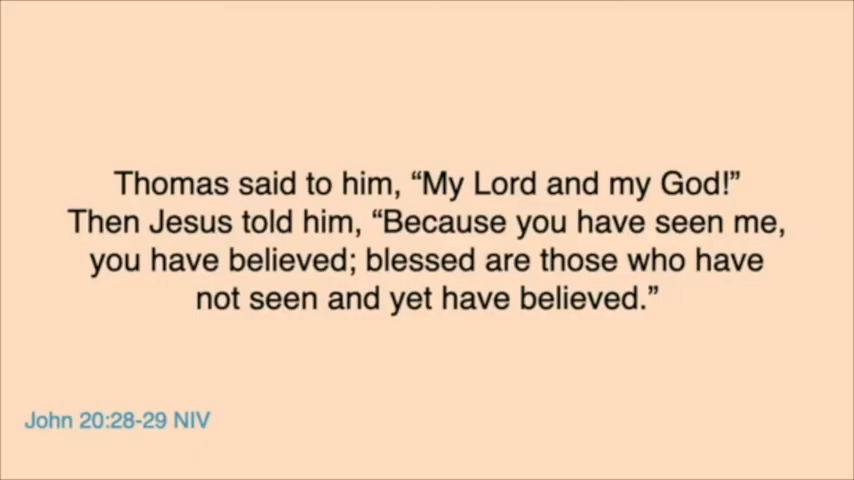 Thomas said to him, “My Lord and my God!”
Then Jesus told him, “Because you have seen me,
you have believed; blessed are those who have
not seen and yet have believed.”
John 20:28-29 NIV